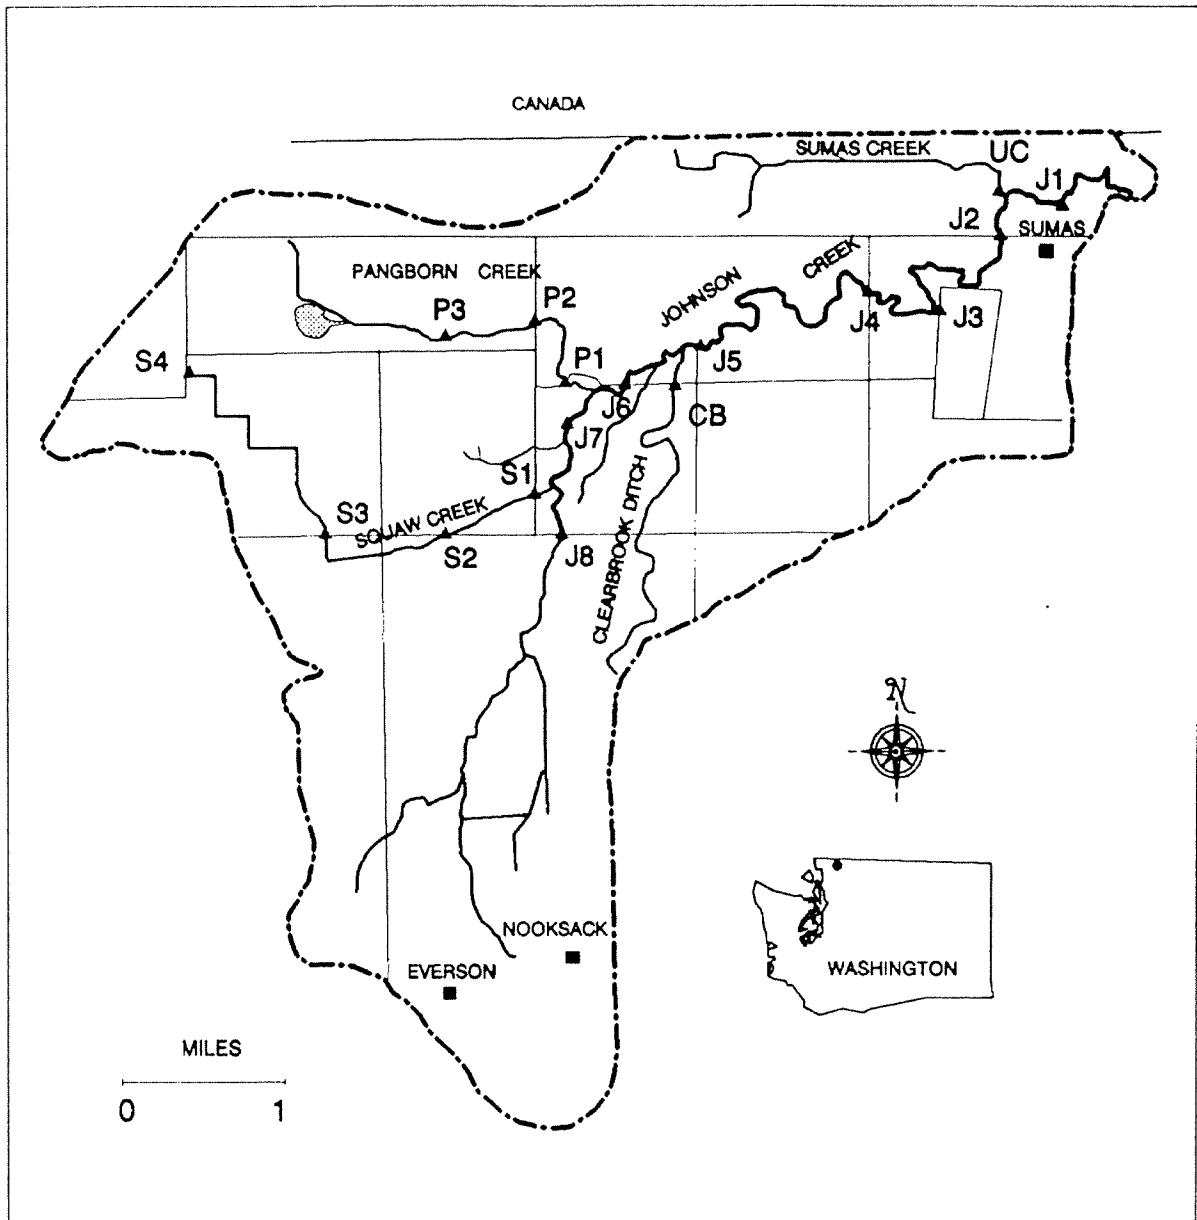 CANADA
SUMAS CREEK
UC
J1
J2
SUMAS
PANGBORN CREEK
P3
P2
JOHNSON CREEK
J4
J3
S4
P1
J5
J6
CB
J7
S1
S3
SQUAW CREEK
S2
J8
CLEARBROOK DITCH
N
NOOKSACK
EVERSON
WASHINGTON
MILES
0 1